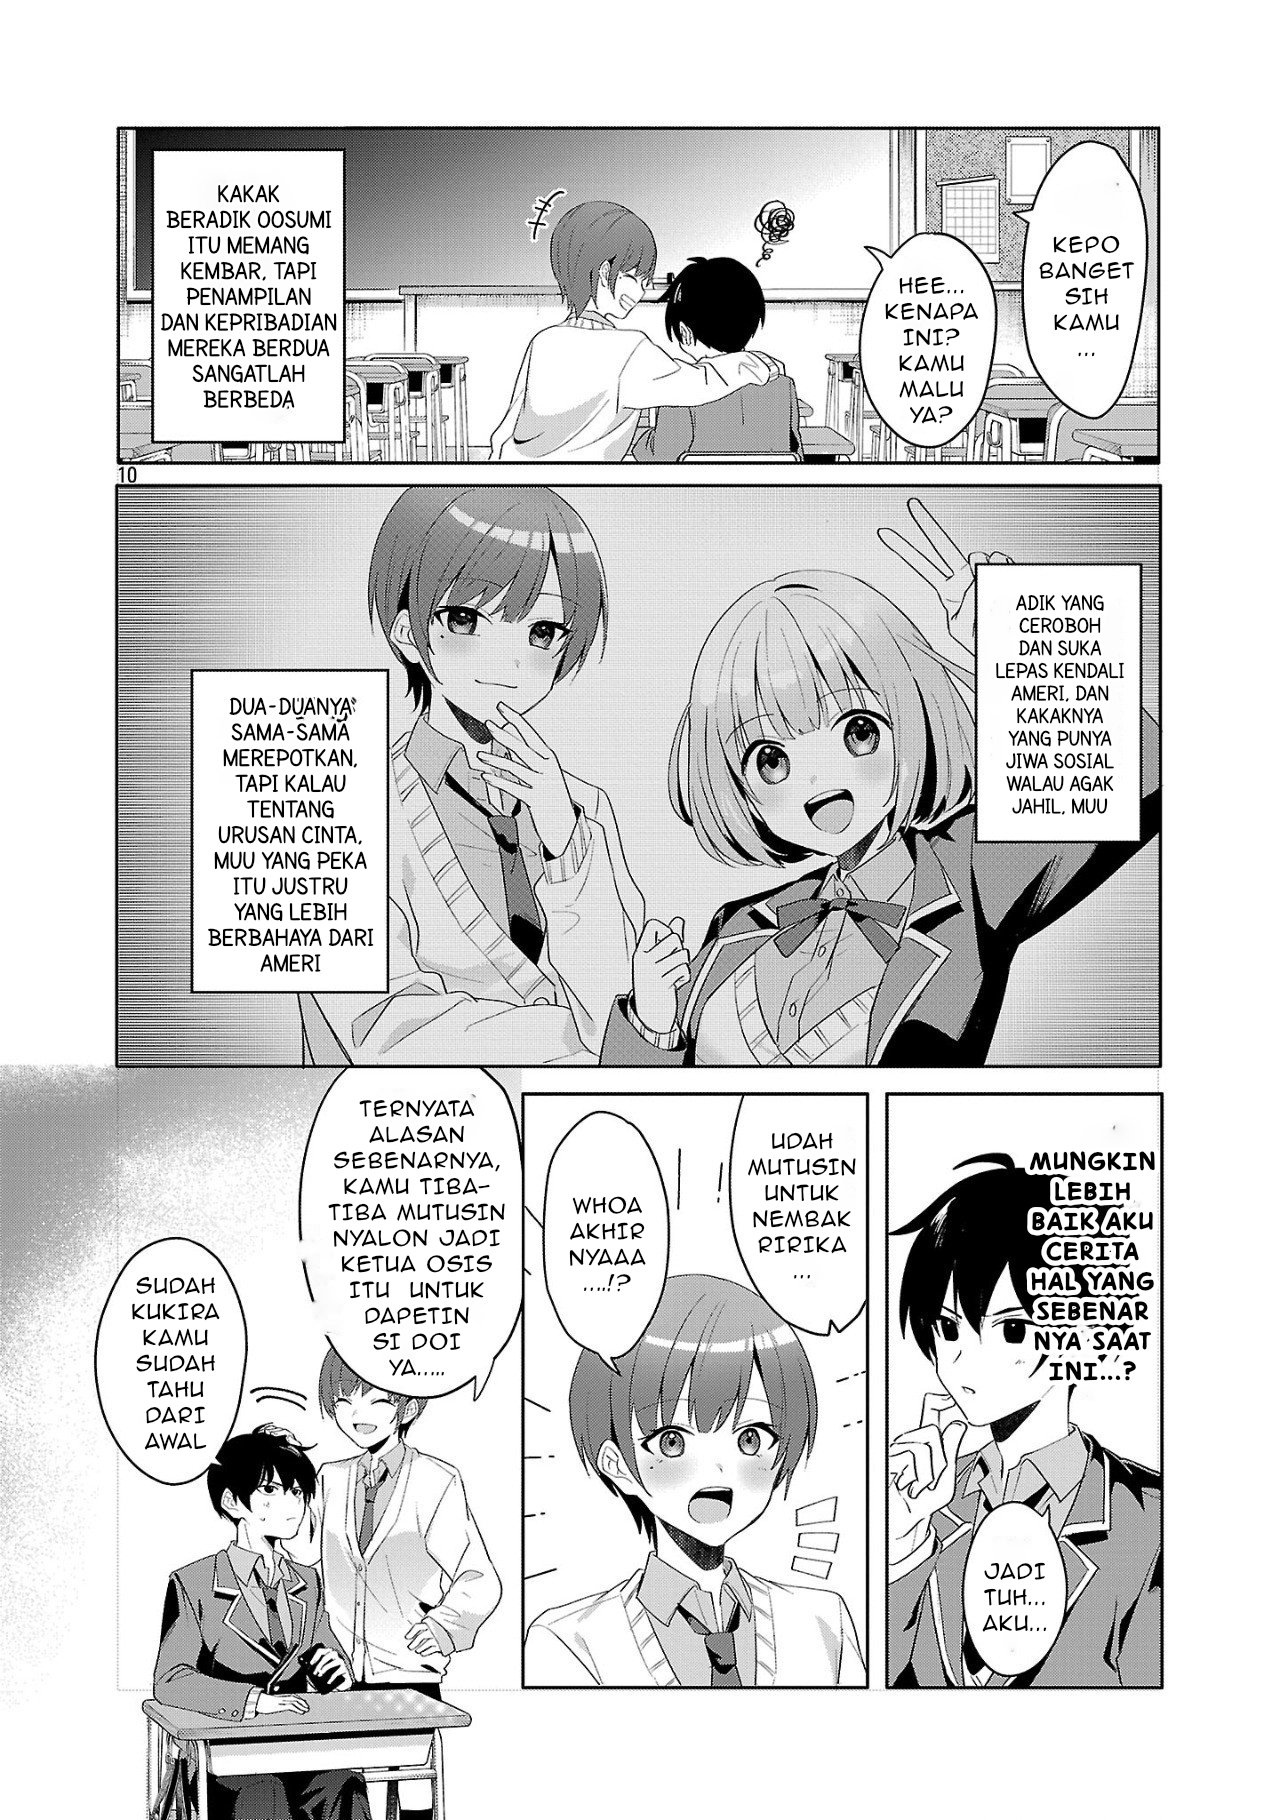 KEPO
BANGET
SIH
KAMU
...
HEE...
KENAPA
INI?
KAMU
MALU
YA?
KAKAK
BERADIK OOSUMI
ITU MEMANG
KEMBAR, TAPI
PENAMPILAN
DAN KEPRIBADIAN
MEREKA BERDUA
SANGATLAH
BERBEDA
10
ADIK YANG
CEROBOH
DAN SUKA
LEPAS KENDALI
AMERI, DAN
KAKAKNYA
YANG PUNYA
JIWA SOSIAL
WALAU AGAK
JAHIL, MUU
DUA-DUANYA
SAMA-SAMA
MEREPOTKAN,
TAPI KALAU
TENTANG
URUSAN CINTA,
MUU YANG PEKA
ITU JUSTRU
YANG LEBIH
BERBAHAYA DARI
AMERI
MUNGKIN
LEBIH
BAIK AKU
CERITA
HAL YANG
SEBENAR
NYA SAAT
INI...?
JADI
TUH...
AKU...
UDAH
MUTUSIN
UNTUK
NEMBAK
RIRIKA
...
WHOA
AKHIR
NYAAA
....!?
TERNYATA
ALASAN
SEBENARNYA,
KAMU TIBA-
TIBA MUTUSIN
NYALON JADI
KETUA OSIS
ITU UNTUK
DAPETIN
SI DOI
YA.....
SUDAH
KUKIRA
KAMU
SUDAH
TAHU
DARI
AWAL